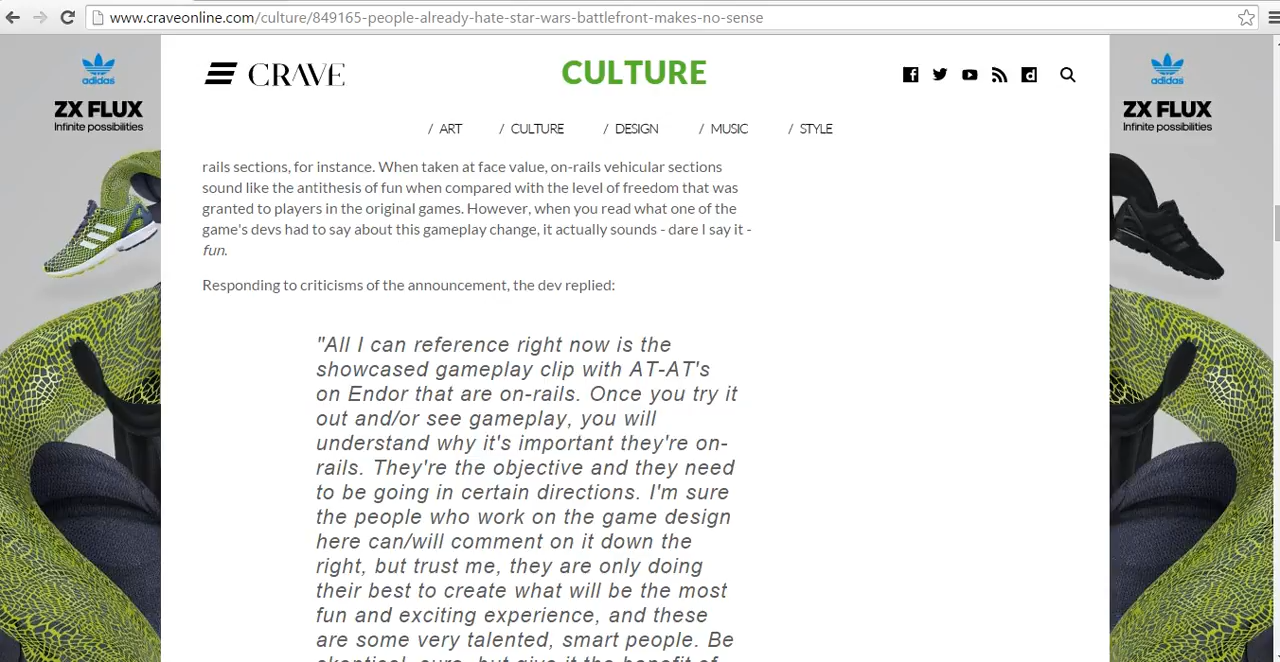 www.craveonline.com/culture/849165-people-already-hate-star-wars-battlefront-makes-no-sense
adidas
ZX FLUX
Infinite possibilities
CRAVE
CULTURE
adidas
ZX FLUX
Infinite possibilities
/ ART / CULTURE / DESIGN / MUSIC / STYLE
rails sections, for instance. When taken at face value, on-rails vehicular sections
sound like the antithesis of fun when compared with the level of freedom that was
granted to players in the original games. However, when you read what one of the
game's devs had to say about this gameplay change, it actually sounds - dare I say it -
fun.
Responding to criticisms of the announcement, the dev replied:
"All I can reference right now is the
showcased gameplay clip with AT-AT's
on Endor that are on-rails. Once you try it
out and/or see gameplay, you will
understand why it's important they're on-
rails. They're the objective and they need
to be going in certain directions. I'm sure
the people who work on the game design
here can/will comment on it down the
right, but trust me, they are only doing
their best to create what will be the most
fun and exciting experience, and these
are some very talented, smart people. Be
skeptical, sure, but give it the benefit of